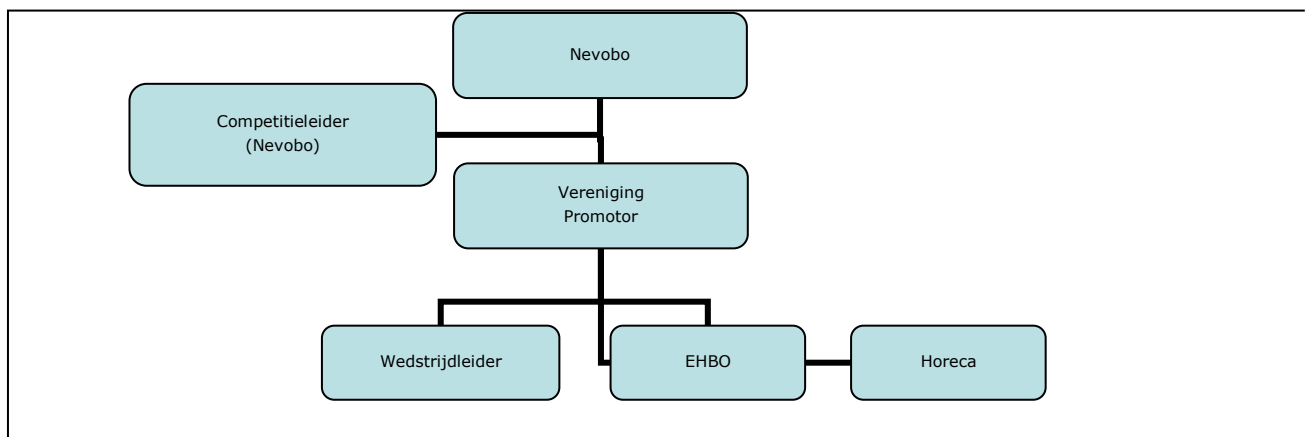 Nevobo
Competitieleider
(Nevobo)
Vereniging
Promotor
Wedstrijdleider
EHBO
Horeca